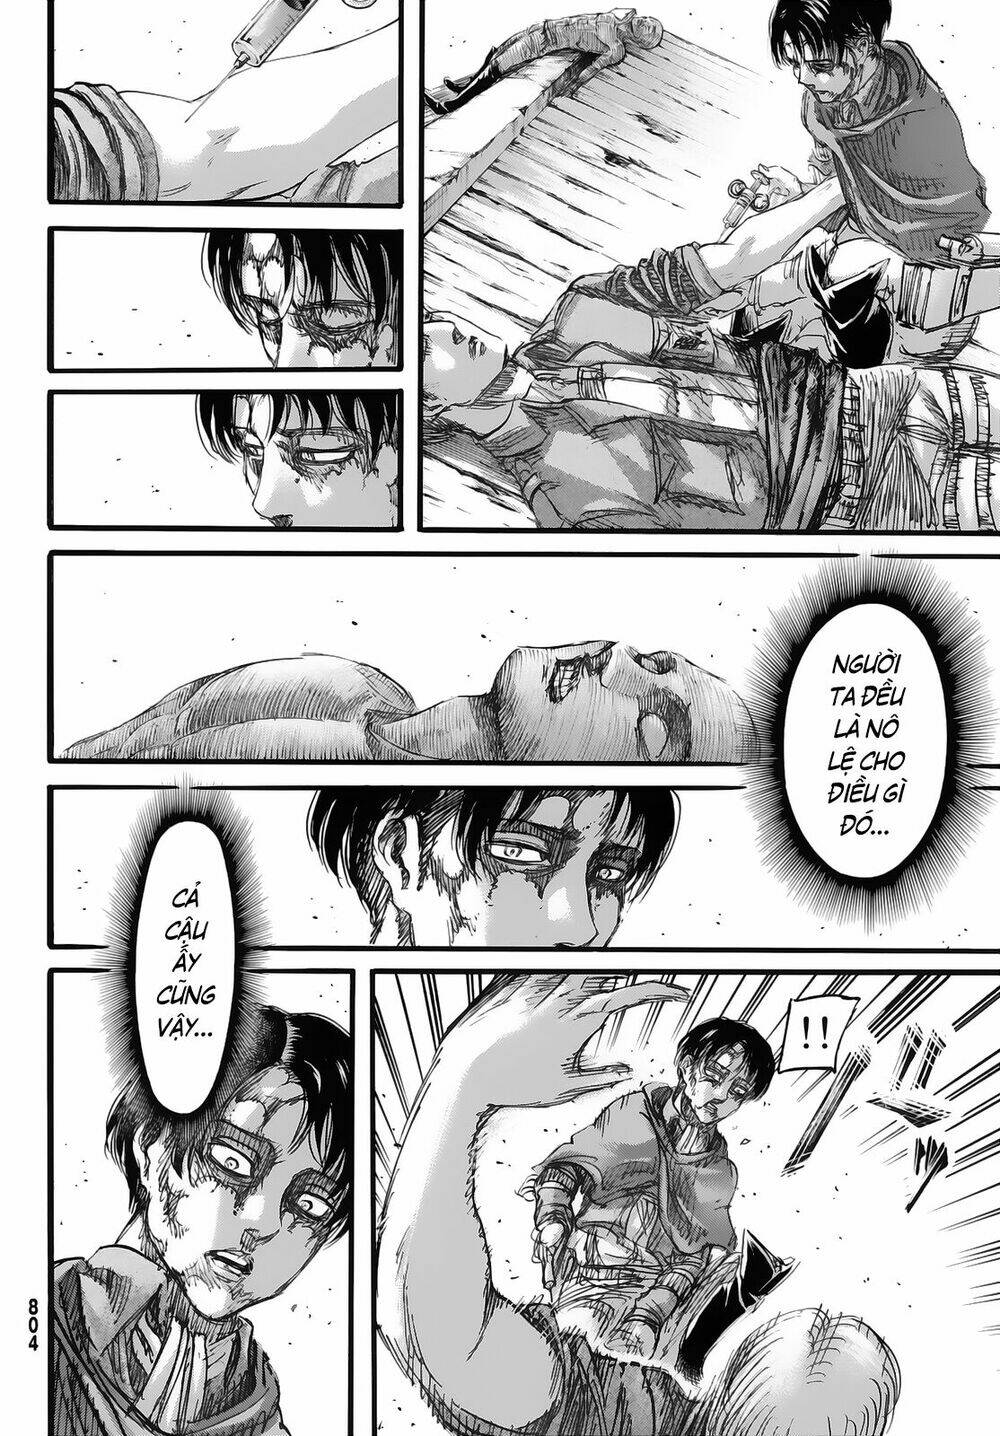 NGƯỜI
TA ĐỀU
LÀ NÔ
LỆ CHO
ĐIỀU GÌ
ĐÓ...
CẢ
CẬU
ẤY
CŨNG
VẬY...
!!
804